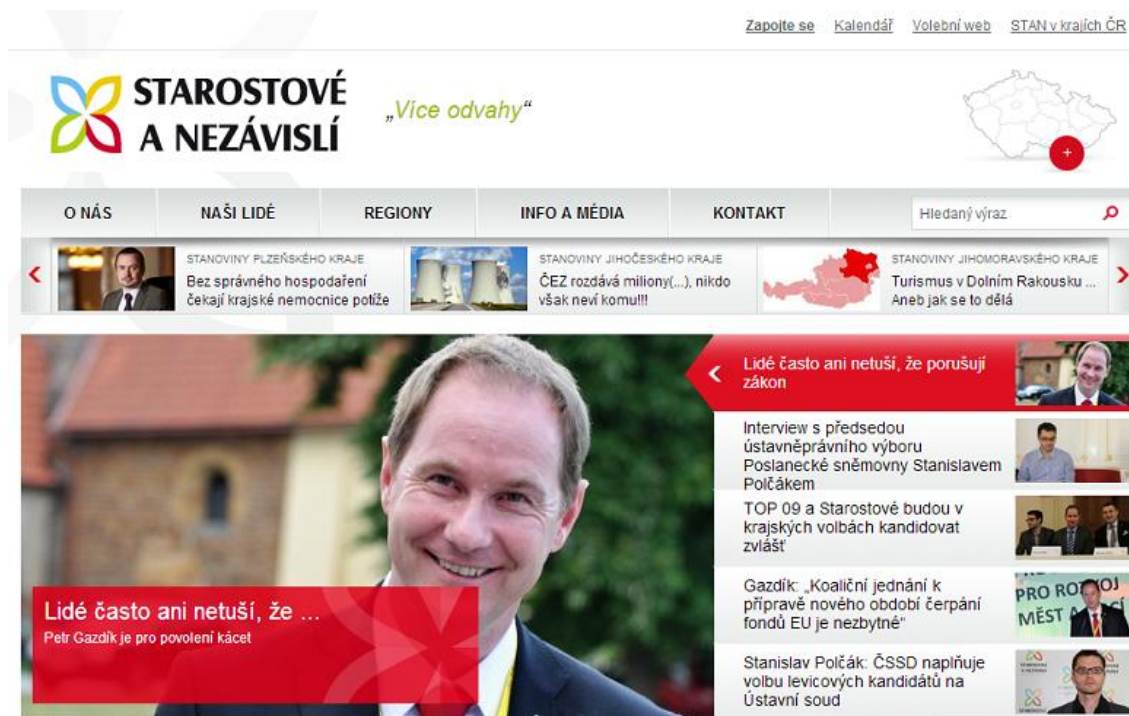 Zapojte se Kalendář Volební web STAN v krajích ČR
STAROSTOVÉ
A NEZÁVISLÍ
„Více odvahy“
+
O NÁS NAŠI LIDÉ REGIONY INFO A MÉDIA KONTAKT Hledaný výraz
STANOVINY PLZEŇSKÉHO KRAJE
Bez správného hospodaření
čekají krajské nemocnice potíže
STANOVINY JIHOČESKÉHO KRAJE
ČEZ rozdává miliony(...), nikdo
však neví komu!!!
STANOVINY JIHOMORAVSKÉHO KRAJE
Turismus v Dolním Rakousku ...
Aneb jak se to dělá
Lidé často ani netuší, že ...
Petr Gazdík je pro povolení kácet
Lidé často ani netuší, že porušují
zákon
Interview s předsedou
ústavněprávního výboru
Poslanecké sněmovny Stanislavem
Polčákem
TOP 09 a Starostové budou v
krajských volbách kandidovat
zvlášť
Gazdík: „Koaliční jednání k
přípravě nového období čerpání
fondů EU je nezbytné“
PRO ROZVOJ
MĚST
Stanislav Polčák: ČSSD naplňuje
volbu levicových kandidátů na
Ústavní soud